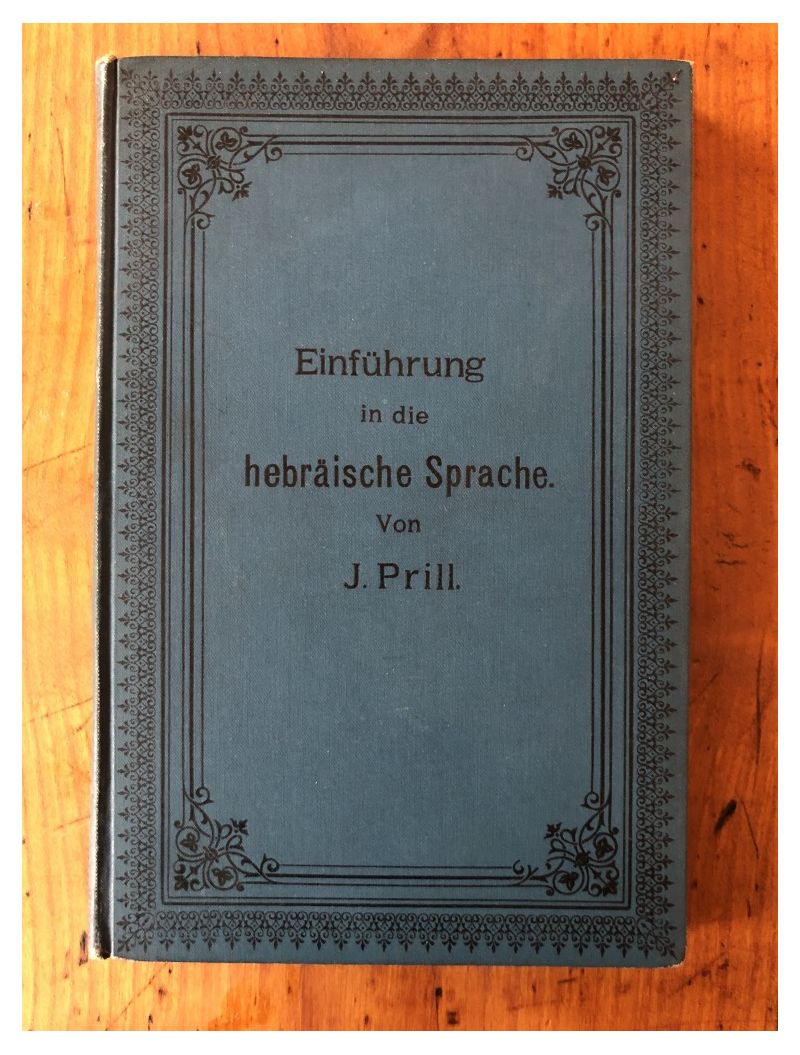 Einführung
in die
hebräische Sprache.
Von
J. Prill.